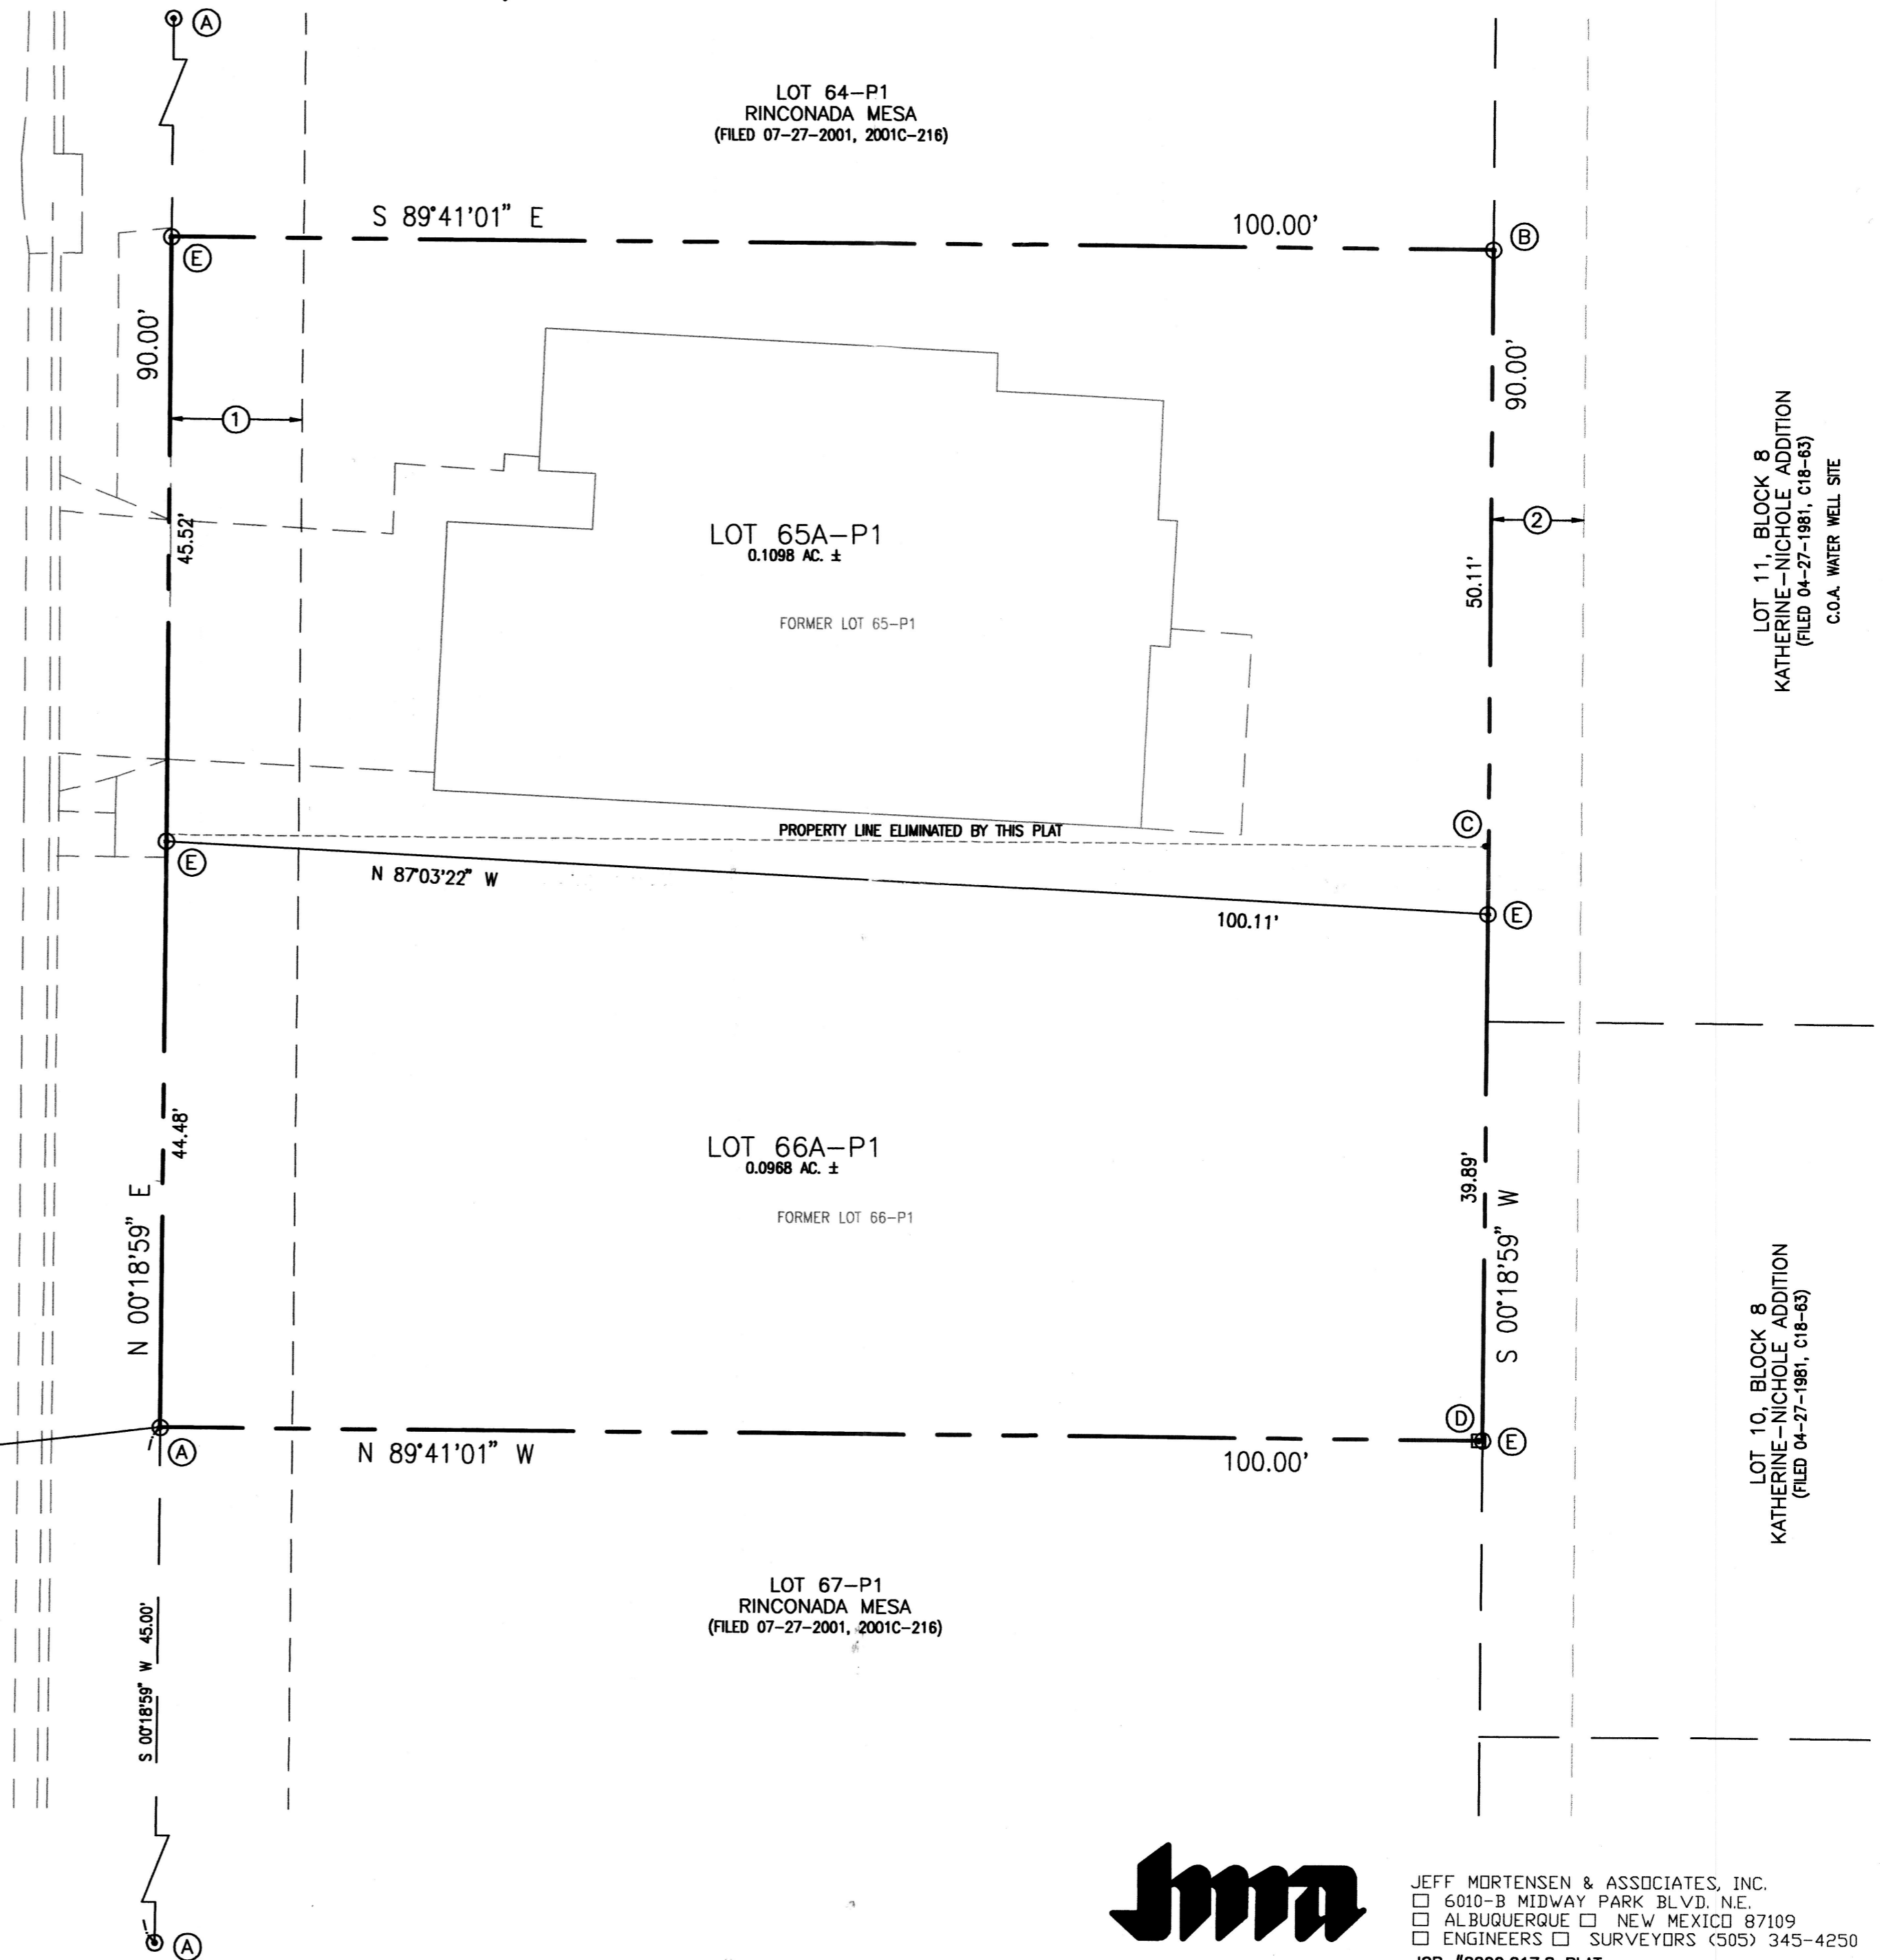 A
LOT 64-P1
RINCONADA MESA
(FILED 07-27-2001, 2001C-216)
S 89°41'01" E
100.00'
B
E
90.00'
90.00'
1
2
45.52'
LOT 65A-P1
0.1098 AC. ±
FORMER LOT 65-P1
50.11'
LOT 11, BLOCK 8
KATHERINE-NICHOLE ADDITION
(FILED 04-27-1981, C18-63)
C.O.A. WATER WELL SITE
C
PROPERTY LINE ELIMINATED BY THIS PLAT
E
N 87°03'22" W
100.11'
E
44.48'
LOT 66A-P1
0.0968 AC. ±
FORMER LOT 66-P1
39.89'
N 00°18'59" E
S 00°18'59" W
LOT 10, BLOCK 8
KATHERINE-NICHOLE ADDITION
(FILED 04-27-1981, C18-63)
D
E
A
N 89°41'01" W
100.00'
LOT 67-P1
RINCONADA MESA
(FILED 07-27-2001, 2001C-216)
S 00°18'59" W 45.00'
A
jma
JEFF MORTENSEN & ASSOCIATES, INC.
□ 6010-B MIDWAY PARK BLVD. N.E.
□ ALBUQUERQUE □ NEW MEXICO 87109
□ ENGINEERS □ SURVEYORS (505) 345-4250